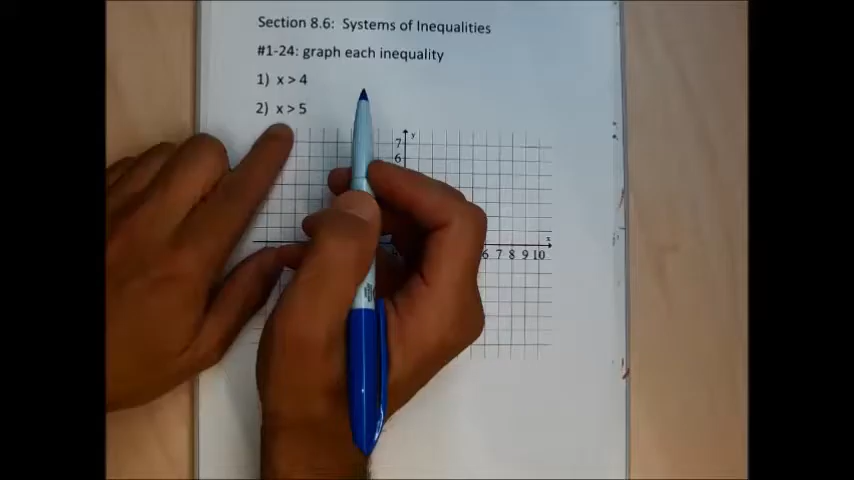 Section 8.6: Systems of Inequalities
#1-24: graph each inequality
1) x > 4
2) x > 5
y
7
6
x
6 7 8 9 10